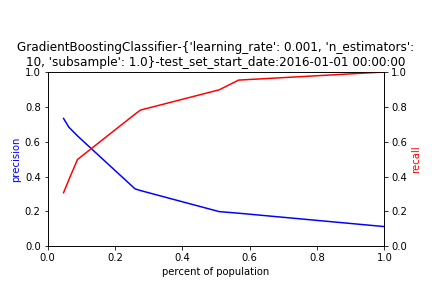 GradientBoostingClassifier-{'learning_rate': 0.001, 'n_estimators':
10, 'subsample': 1.0}-test_set_start_date:2016-01-01 00:00:00
1.0
0.8
0.6
0.4
0.2
0.0
precision
1.0
0.8
0.6
0.4
0.2
0.0
recall
0.0 0.2 0.4 0.6 0.8 1.0
percent of population